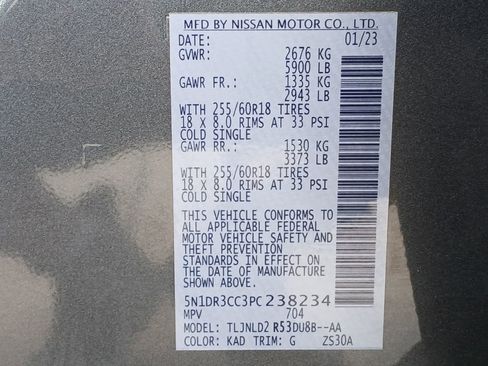 MFD BY NISSAN MOTOR CO., LTD.
DATE: 01/23
GVWR: 2676 KG
5900 LB
GAWR FR.: 1335 KG
2943 LB
WITH 255/60R18 TIRES
18 X 8.0 RIMS AT 33 PSI
COLD SINGLE
GAWR RR.: 1530 KG
3373 LB
WITH 255/60R18 TIRES
18 X 8.0 RIMS AT 33 PSI
COLD SINGLE
THIS VEHICLE CONFORMS TO
ALL APPLICABLE FEDERAL
MOTOR VEHICLE SAFETY AND
THEFT PREVENTION
STANDARDS IN EFFECT ON
THE DATE OF MANUFACTURE
SHOWN ABOVE.
5N1DR3CC3PC238234
MPV 704
MODEL: TLJNLD2 R53DU8B--AA
COLOR: KAD TRIM: G ZS30A